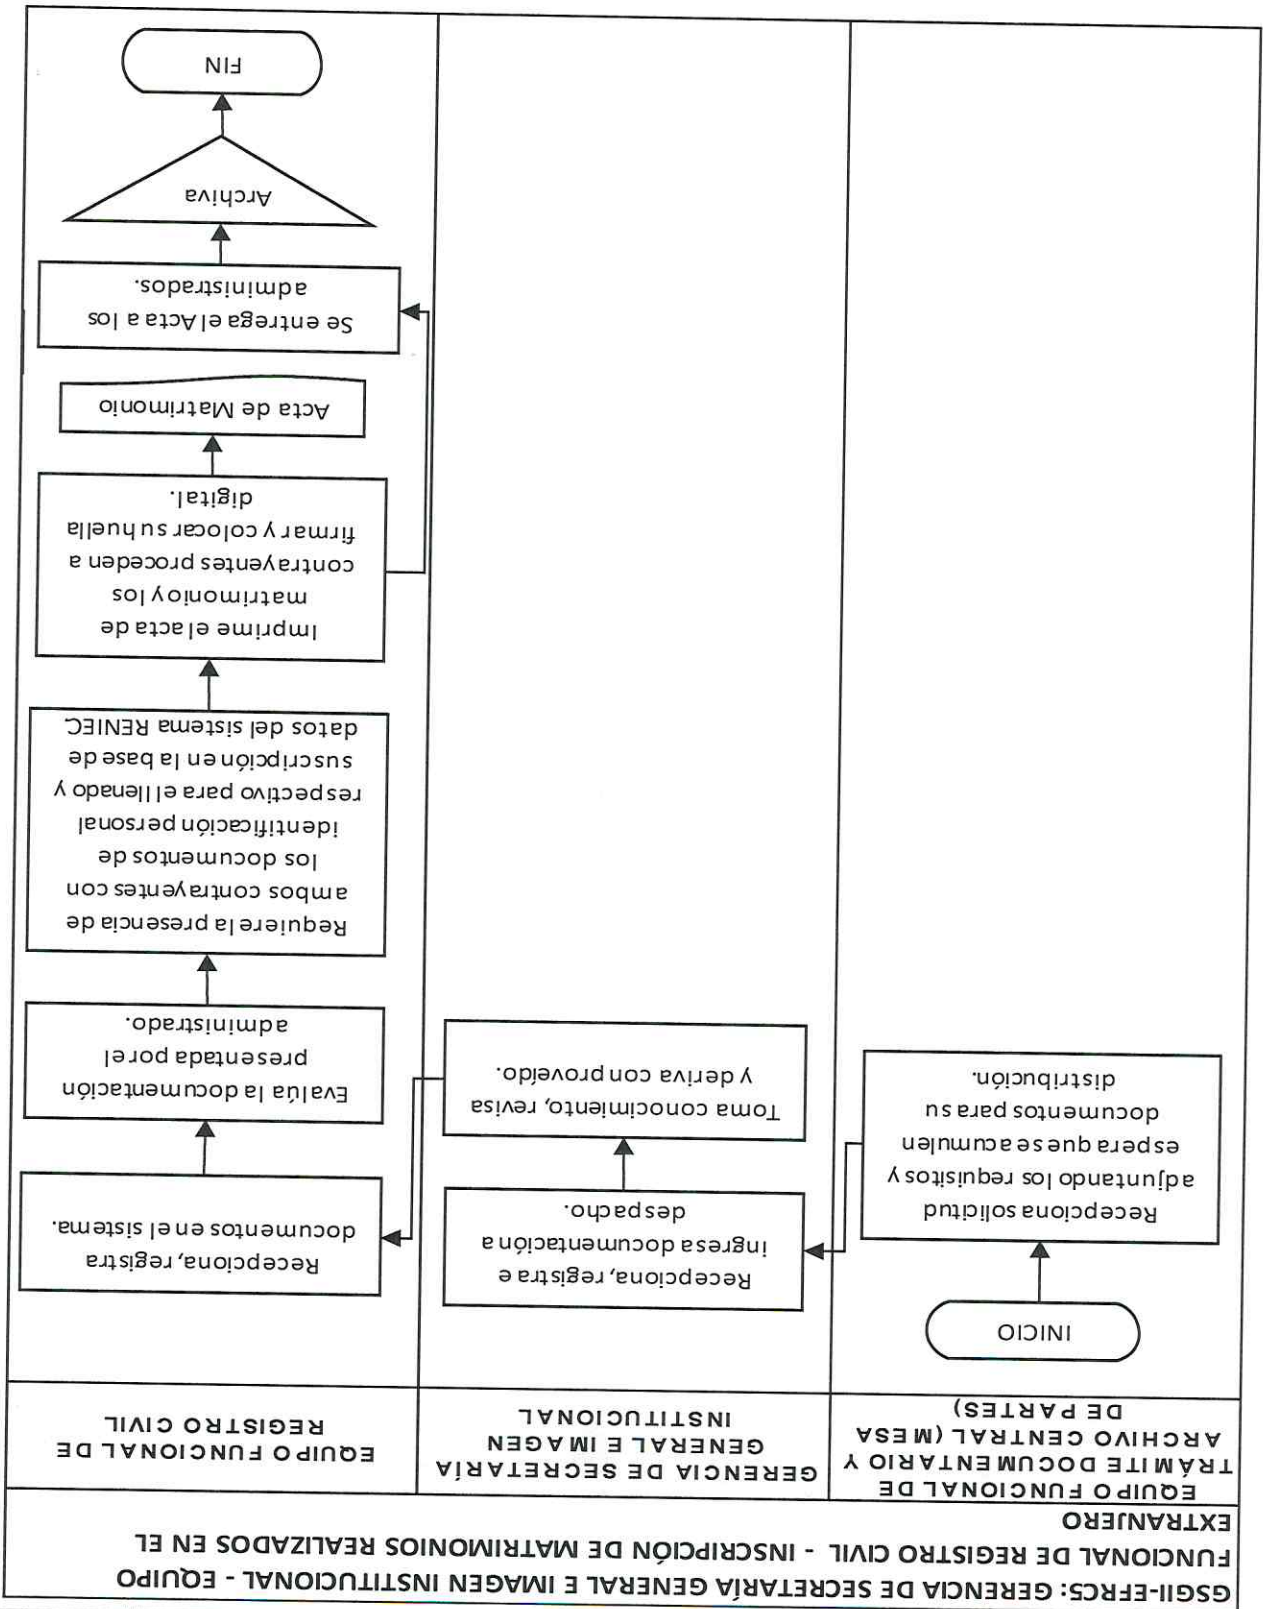 GSGII-EFRC5: GERENCIA DE SECRETARÍA GENERAL E IMAGEN INSTITUCIONAL - EQUIPO
FUNCIONAL DE REGISTRO CIVIL - INSCRIPCIÓN DE MATRIMONIOS REALIZADOS EN EL
EXTRANJERO
EQUIPO FUNCIONAL DE
TRÁMITE DOCUMENTARIO Y
ARCHIVO CENTRAL (MESA
DE PARTES)
GERENCIA DE SECRETARÍA
GENERAL E IMAGEN
INSTITUCIONAL
EQUIPO FUNCIONAL DE
REGISTRO CIVIL
INICIO
Recepciona solicitud
adjuntando los requisitos y
espera que se acumulen
documentos para su
distribución.
Recepciona, registra e
ingresa documentación a
despacho.
Toma conocimiento, revisa,
y deriva con proveído.
Recepciona, registra
documentos en el sistema.
Evalúa la documentación
presentada por el
administrado.
Requiere la presencia de
ambos contrayentes con
los documentos de
identificación personal
respectivo para el llenado y
suscripción en la base de
datos del sistema RENIEC
Imprime el acta de
matrimonio y los
contrayentes proceden a
firmar y colocar su huella
digital.
Acta de Matrimonio
Se entrega el Acta a los
administrados.
Archiva
FIN